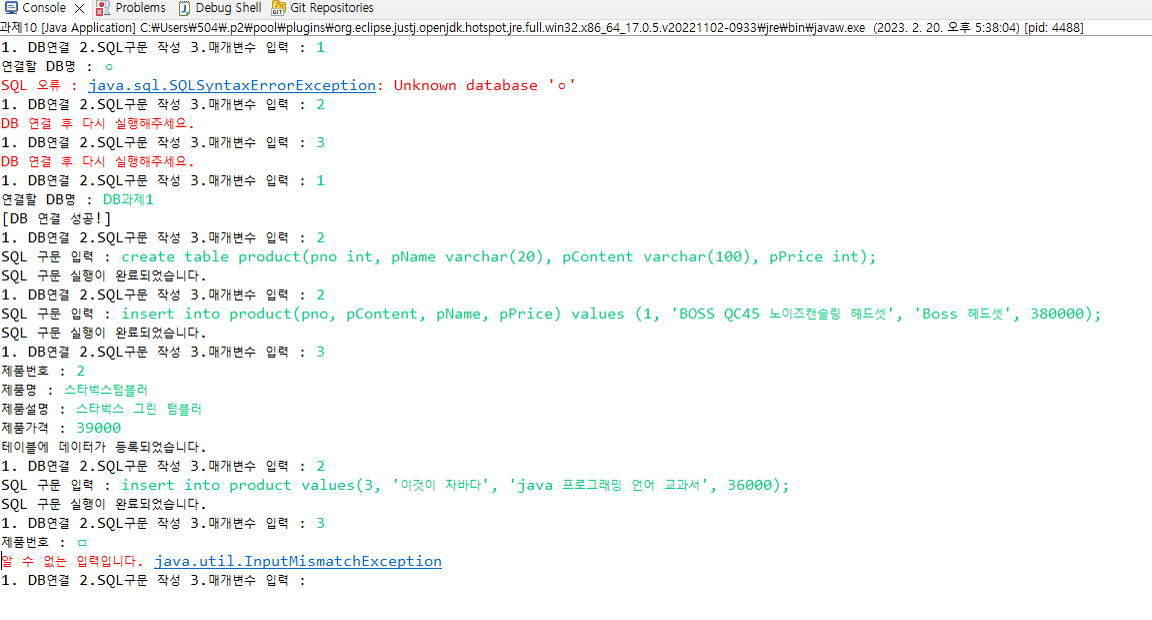 Console Problems Debug Shell Git Repositories
과제10 [Java Application] C:₩Users₩504₩.p2₩pool₩plugins₩org.eclipse.justj.openjdk.hotspot.jre.full.win32.x86_64_17.0.5.v20221102-0933₩jre₩bin₩javaw.exe (2023. 2. 20. 오후 5:38:04) [pid: 4488]
1. DB연결 2.SQL구문 작성 3.매개변수 입력 : 1
연결할 DB명 : ㅇ
SQL 오류 : java.sql.SQLSyntaxErrorException: Unknown database 'ㅇ'
1. DB연결 2.SQL구문 작성 3.매개변수 입력 : 2
DB 연결 후 다시 실행해주세요.
1. DB연결 2.SQL구문 작성 3.매개변수 입력 : 3
DB 연결 후 다시 실행해주세요.
1. DB연결 2.SQL구문 작성 3.매개변수 입력 : 1
연결할 DB명 : DB과제1
[DB 연결 성공!]
1. DB연결 2.SQL구문 작성 3.매개변수 입력 : 2
SQL 구문 입력 : create table product(pno int, pName varchar(20), pContent varchar(100), pPrice int);
SQL 구문 실행이 완료되었습니다.
1. DB연결 2.SQL구문 작성 3.매개변수 입력 : 2
SQL 구문 입력 : insert into product(pno, pContent, pName, pPrice) values (1, 'BOSS QC45 노이즈캔슬링 헤드셋', 'Boss 헤드셋', 380000);
SQL 구문 실행이 완료되었습니다.
1. DB연결 2.SQL구문 작성 3.매개변수 입력 : 3
제품번호 : 2
제품명 : 스타벅스텀블러
제품설명 : 스타벅스 그린 텀블러
제품가격 : 39000
테이블에 데이터가 등록되었습니다.
1. DB연결 2.SQL구문 작성 3.매개변수 입력 : 2
SQL 구문 입력 : insert into product values(3, '이것이 자바다', 'java 프로그래밍 언어 교과서', 36000);
SQL 구문 실행이 완료되었습니다.
1. DB연결 2.SQL구문 작성 3.매개변수 입력 : 3
제품번호 : ㅁ
알 수 없는 입력입니다. java.util.InputMismatchException
1. DB연결 2.SQL구문 작성 3.매개변수 입력 :